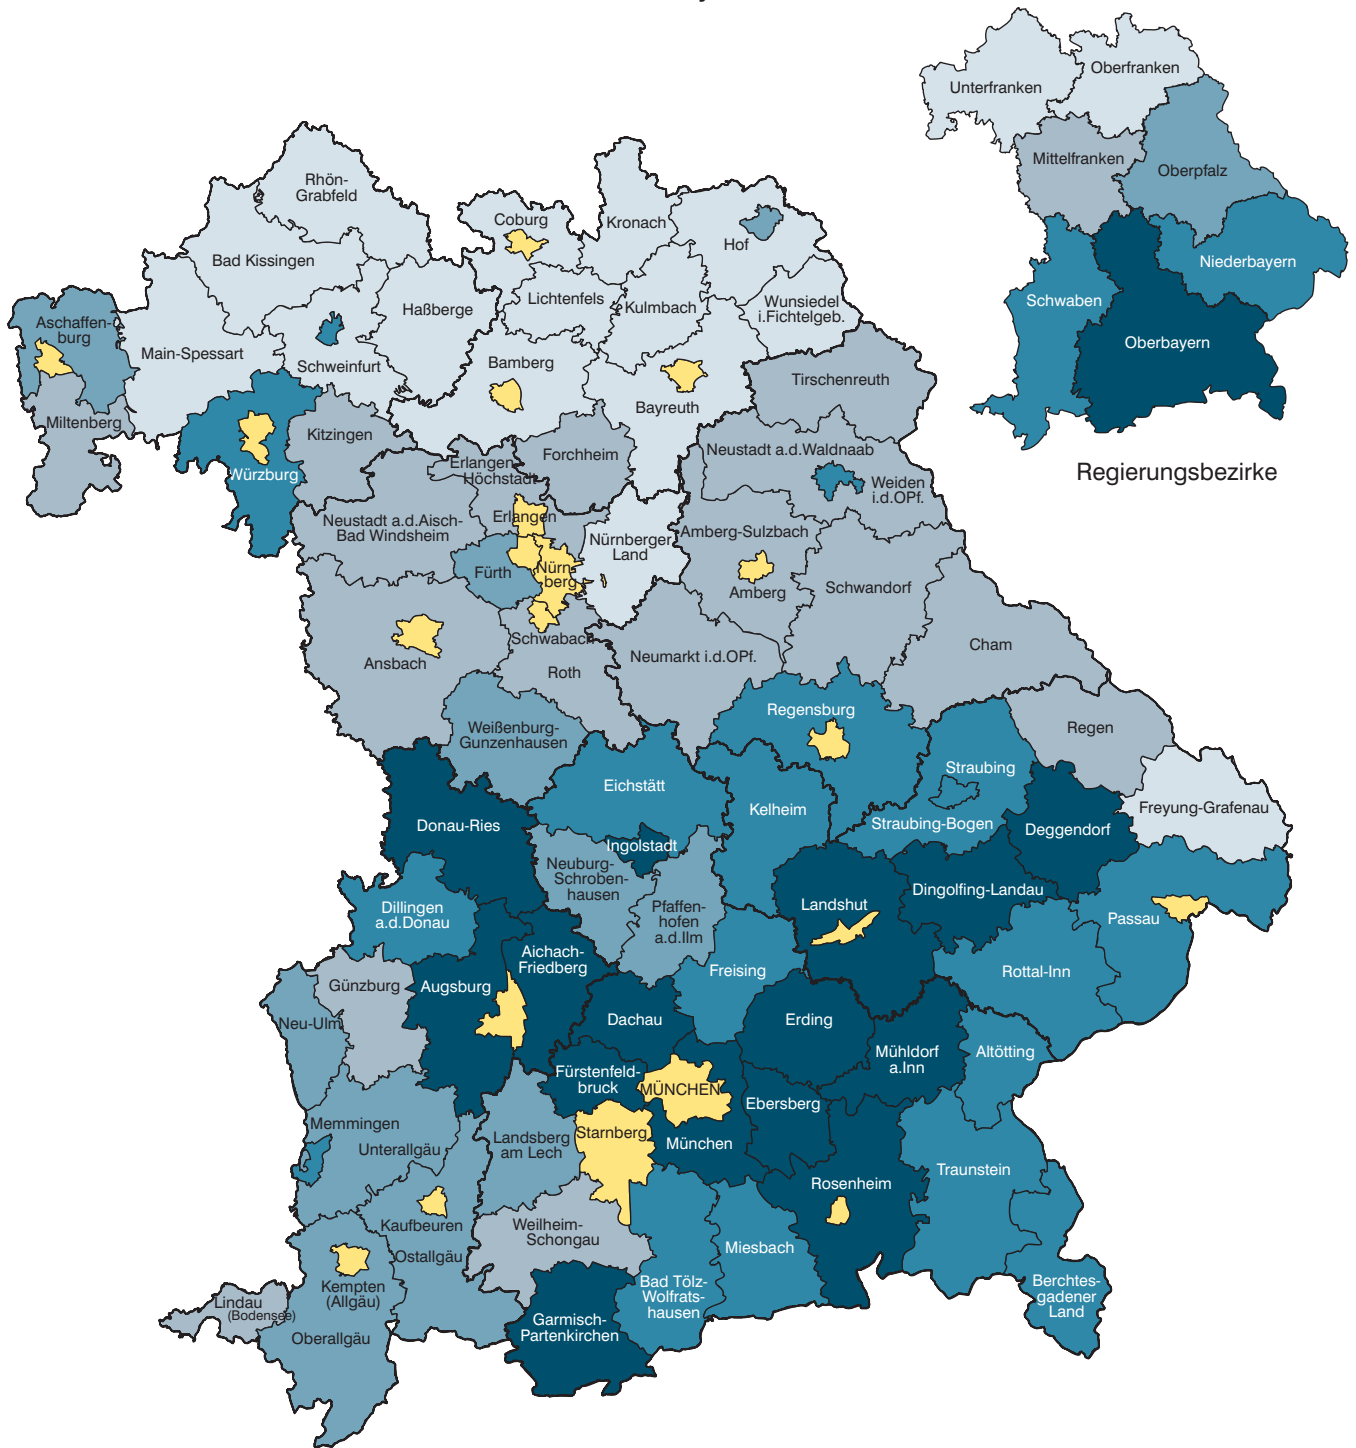 Unterfranken
Oberfranken
Mittelfranken
Oberpfalz
Niederbayern
Schwaben
Oberbayern
Regierungsbezirke
Rhön-
Grabfeld
Coburg
Kronach
Hof
Bad Kissingen
Haßberge
Lichtenfels
Kulmbach
Wunsiedel
i.Fichtelgeb.
Aschaffen-
burg
Main-Spessart
Schweinfurt
Bamberg
Bayreuth
Tirschenreuth
Miltenberg
Würzburg
Kitzingen
Erlangen-
Höchstadt
Forchheim
Neustadt a.d.Waldnaab
Weiden
i.d.OPf.
Neustadt a.d.Aisch-
Bad Windsheim
Erlangen
Nürnberger
Land
Amberg-Sulzbach
Fürth
Nürn-
berg
Amberg
Schwandorf
Ansbach
Schwabach
Roth
Neumarkt i.d.OPf.
Cham
Weißenburg-
Gunzenhausen
Regensburg
Regen
Eichstätt
Kelheim
Straubing
Straubing-Bogen
Deggendorf
Freyung-Grafenau
Donau-Ries
Ingolstadt
Neuburg-
Schroben-
hausen
Pfaffen-
hofen
a.d.Ilm
Dillingen
a.d.Donau
Landshut
Dingolfing-Landau
Passau
Aichach-
Friedberg
Günzburg
Augsburg
Freising
Rottal-Inn
Neu-Ulm
Dachau
Erding
Mühldorf
a.Inn
Altötting
Fürstenfeld-
bruck
MÜNCHEN
Ebersberg
Memmingen
Unterallgäu
Landsberg
am Lech
Starnberg
München
Traunstein
Rosenheim
Kaufbeuren
Ostallgäu
Weilheim-
Schongau
Miesbach
Bad Tölz-
Wolfrats-
hausen
Berchtes-
gadener
Land
Kempten
(Allgäu)
Lindau
(Bodensee)
Oberallgäu
Garmisch-
Partenkirchen